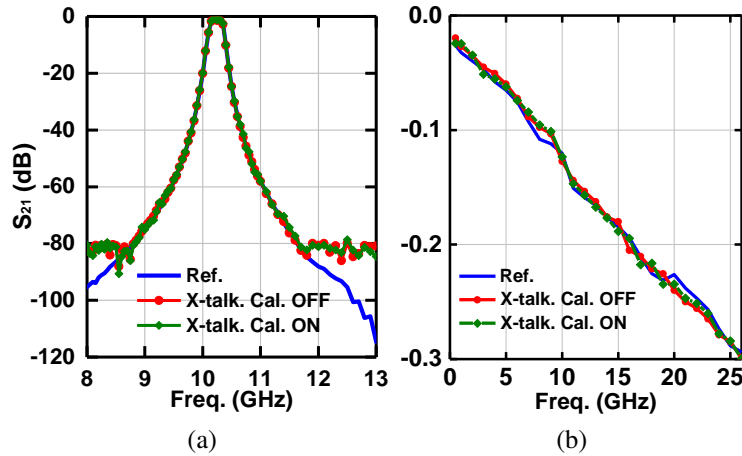 0
-20
-40
-60
-80
-100
-120
S21 (dB)
Ref.
X-talk. Cal. OFF
X-talk. Cal. ON
8 9 10 11 12 13
Freq. (GHz)
(a)
0.0
-0.1
-0.2
-0.3
Ref.
X-talk. Cal. OFF
X-talk. Cal. ON
0 5 10 15 20 25
Freq. (GHz)
(b)